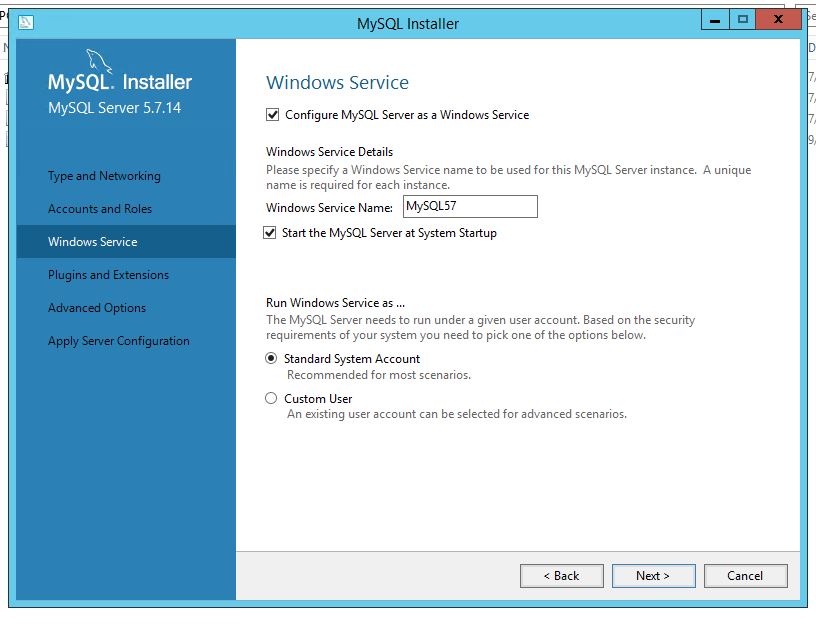 MySQL Installer
MySQL. Installer
MySQL Server 5.7.14
Type and Networking
Accounts and Roles
Windows Service
Plugins and Extensions
Advanced Options
Apply Server Configuration
Windows Service
Configure MySQL Server as a Windows Service
Windows Service Details
Please specify a Windows Service name to be used for this MySQL Server instance. A unique
name is required for each instance.
Windows Service Name: MySQL57
Start the MySQL Server at System Startup
Run Windows Service as ...
The MySQL Server needs to run under a given user account. Based on the security
requirements of your system you need to pick one of the options below.
Standard System Account
Recommended for most scenarios.
Custom User
An existing user account can be selected for advanced scenarios.
< Back
Next >
Cancel